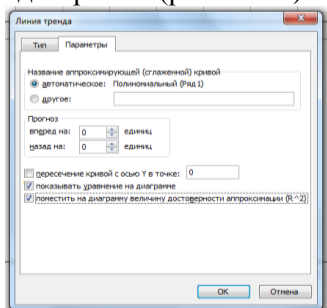 Линия тренда
Тип Параметры
Название аппроксимирующей (сглаженной) кривой
автоматическое: Полиномиальный (Ряд1)
другое:
Прогноз
вперед на: 0 единиц
назад на: 0 единиц
пересечение кривой с осью Y в точке: 0
показывать уравнение на диаграмме
поместить на диаграмму величину достоверности аппроксимации (R^2)
ОК Отмена